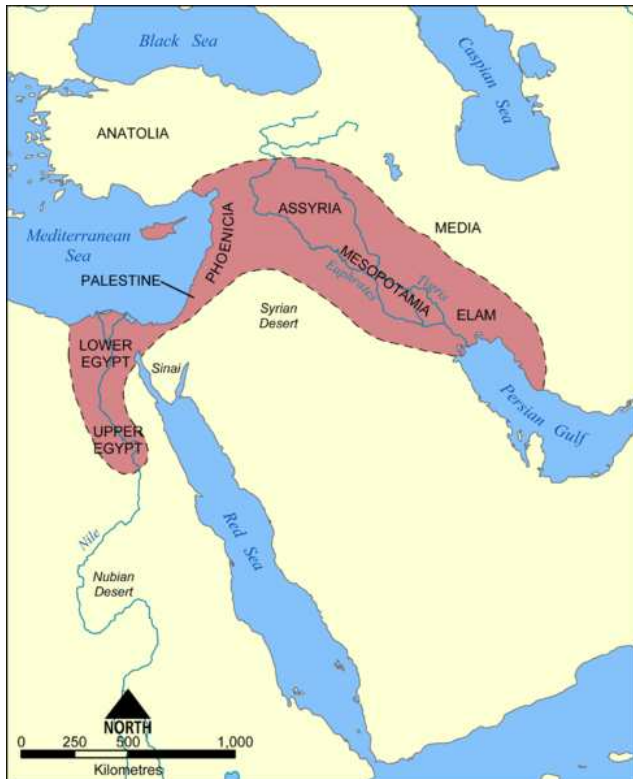 Black Sea
Caspian Sea
ANATOLIA
ASSYRIA
MEDIA
PHOENICIA
Mediterranean
Sea
MESOPOTAMIA
Tigris
Euphrates
PALESTINE
ELAM
Syrian
Desert
LOWER
EGYPT
Sinai
Persian Gulf
UPPER
EGYPT
Red Sea
Nile
Nubian
Desert
NORTH
0 250 500 1,000
Kilometres